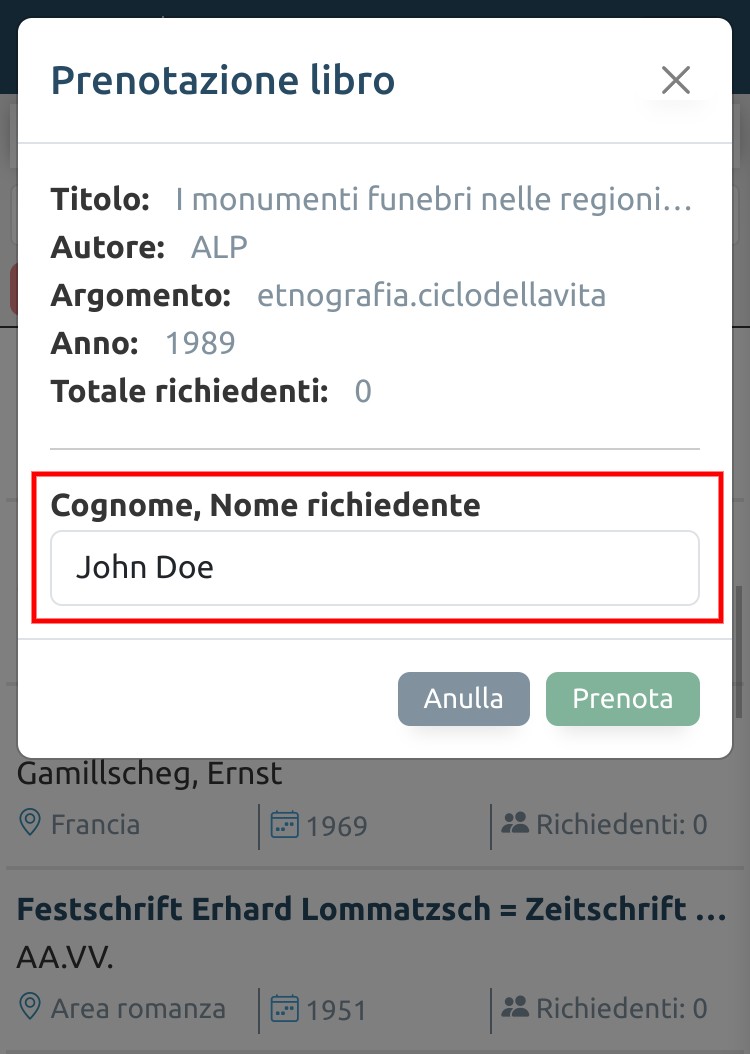 Prenotazione libro
Titolo: I monumenti funebri nelle regioni...
Autore: ALP
Argomento: etnografia.ciclodellavita
Anno: 1989
Totale richiedenti: 0
Cognome, Nome richiedente
John Doe
Anulla Prenota
Gamillscheg, Ernst
Francia 1969 Richiedenti: 0
Festschrift Erhard Lommatzsch = Zeitschrift ...
AA.VV.
Area romanza 1951 Richiedenti: 0